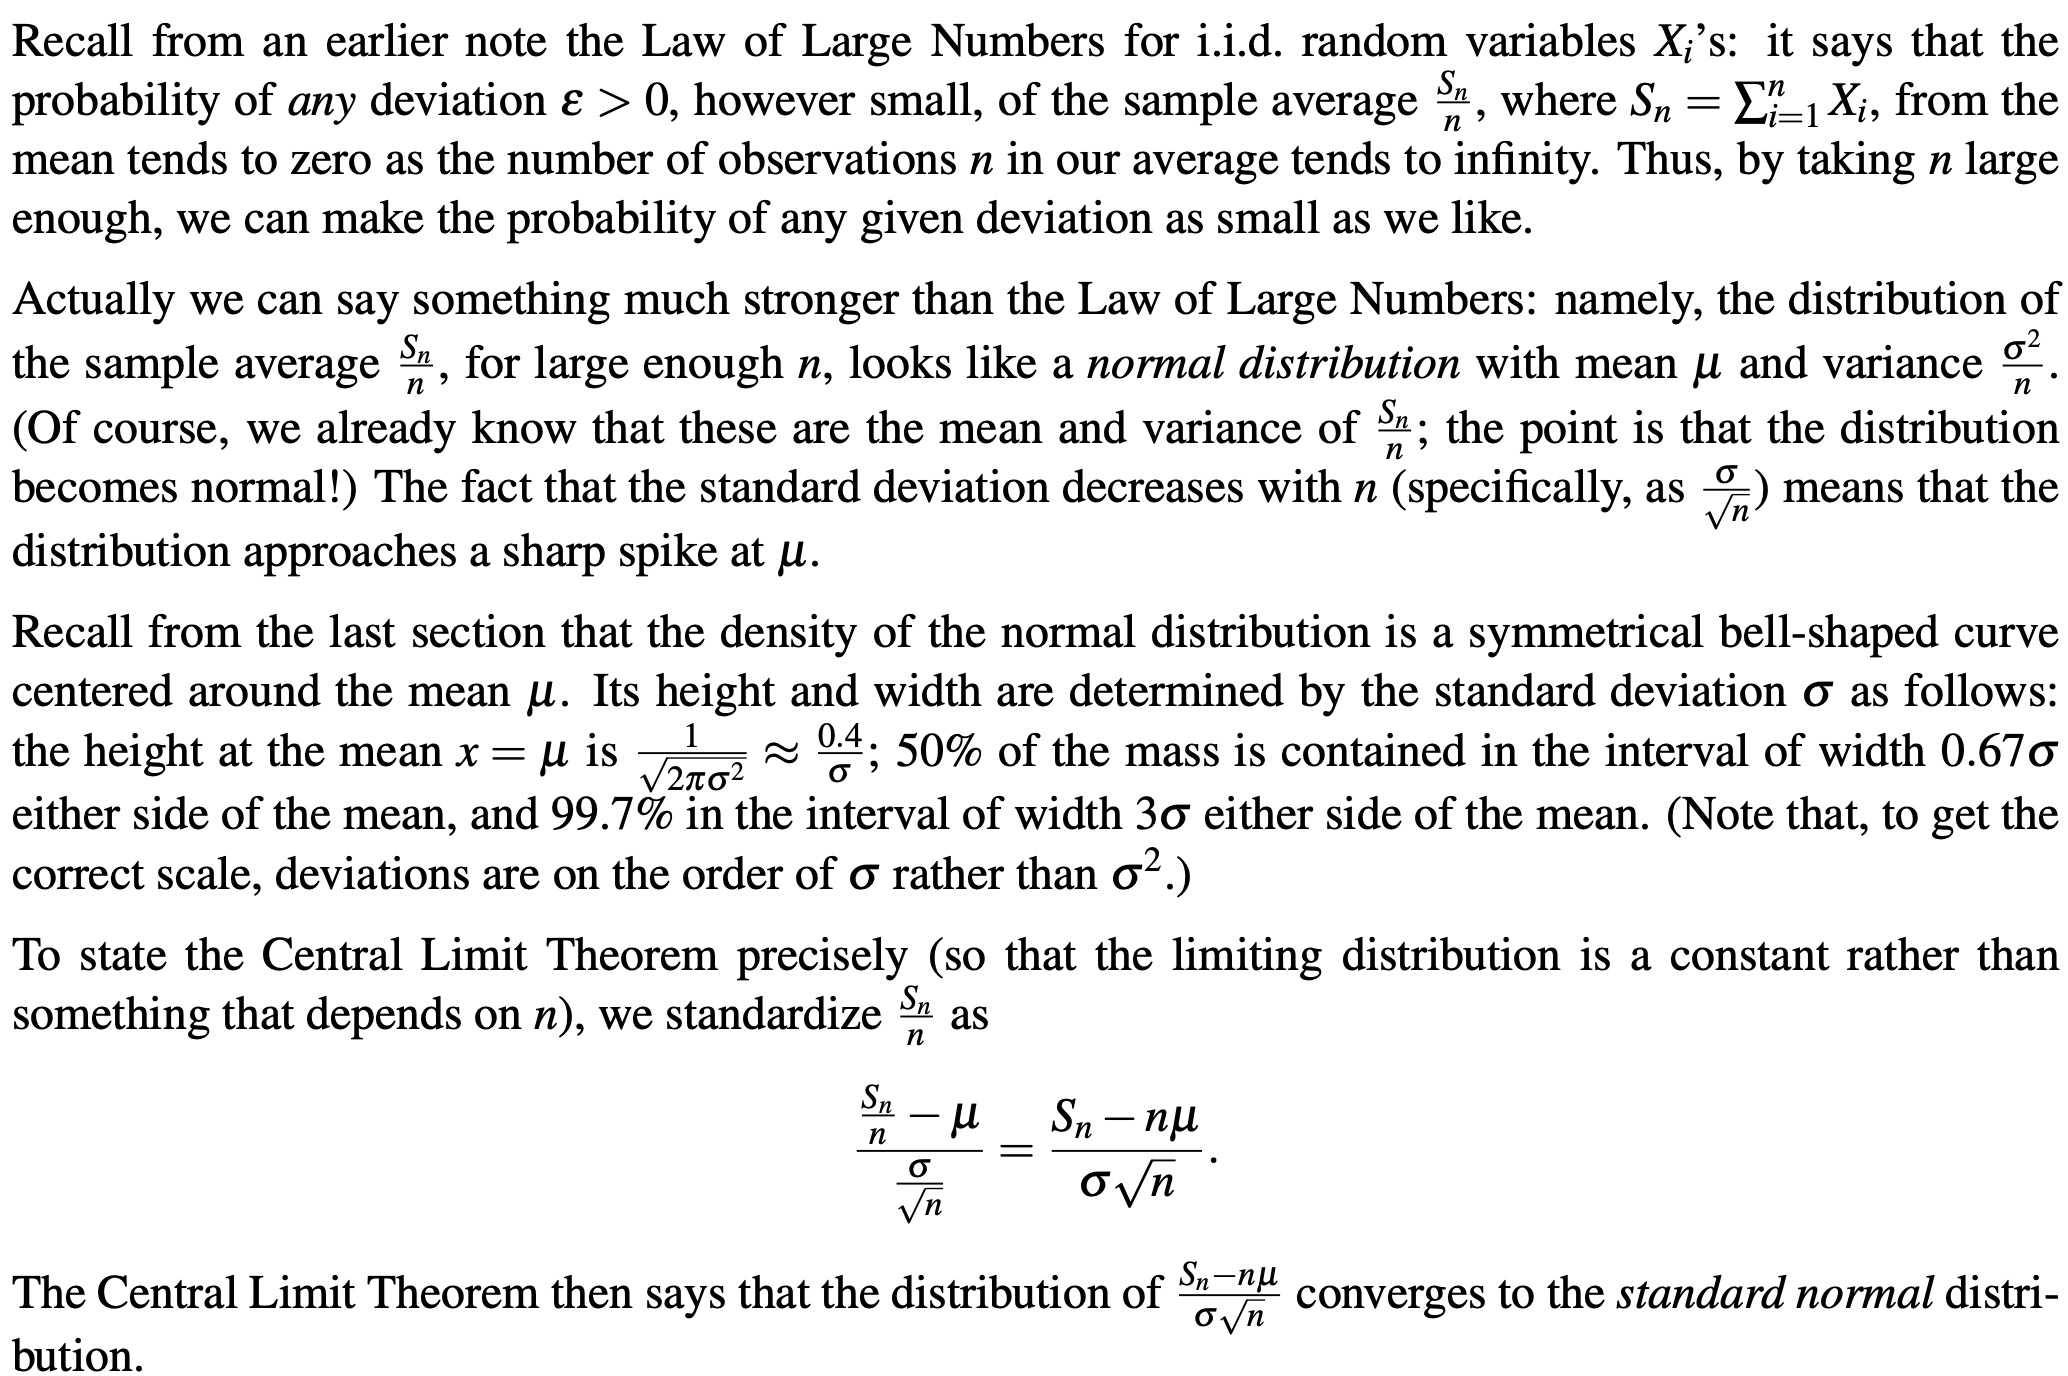 Recall from an earlier note the Law of Large Numbers for i.i.d. random variables $X_i$'s: it says that the
probability of any deviation $\varepsilon > 0$, however small, of the sample average $\frac{S_n}{n}$, where $S_n = \sum_{i=1}^n X_i$, from the
mean tends to zero as the number of observations $n$ in our average tends to infinity. Thus, by taking $n$ large
enough, we can make the probability of any given deviation as small as we like.
Actually we can say something much stronger than the Law of Large Numbers: namely, the distribution of
the sample average $\frac{S_n}{n}$, for large enough $n$, looks like a normal distribution with mean $\mu$ and variance $\frac{\sigma^2}{n}$.
(Of course, we already know that these are the mean and variance of $\frac{S_n}{n}$; the point is that the distribution
becomes normal!) The fact that the standard deviation decreases with $n$ (specifically, as $\frac{\sigma}{\sqrt{n}}$) means that the
distribution approaches a sharp spike at $\mu$.
Recall from the last section that the density of the normal distribution is a symmetrical bell-shaped curve
centered around the mean $\mu$. Its height and width are determined by the standard deviation $\sigma$ as follows:
the height at the mean $x = \mu$ is $\frac{1}{\sqrt{2\pi\sigma^2}} \approx \frac{0.4}{\sigma}$; 50% of the mass is contained in the interval of width $0.67\sigma$
either side of the mean, and 99.7% in the interval of width $3\sigma$ either side of the mean. (Note that, to get the
correct scale, deviations are on the order of $\sigma$ rather than $\sigma^2$.)
To state the Central Limit Theorem precisely (so that the limiting distribution is a constant rather than
something that depends on $n$), we standardize $\frac{S_n}{n}$ as
$\frac{\frac{S_n}{n} - \mu}{\frac{\sigma}{\sqrt{n}}} = \frac{S_n - n\mu}{\sigma\sqrt{n}}.$
The Central Limit Theorem then says that the distribution of $\frac{S_n - n\mu}{\sigma\sqrt{n}}$ converges to the standard normal distri-
bution.